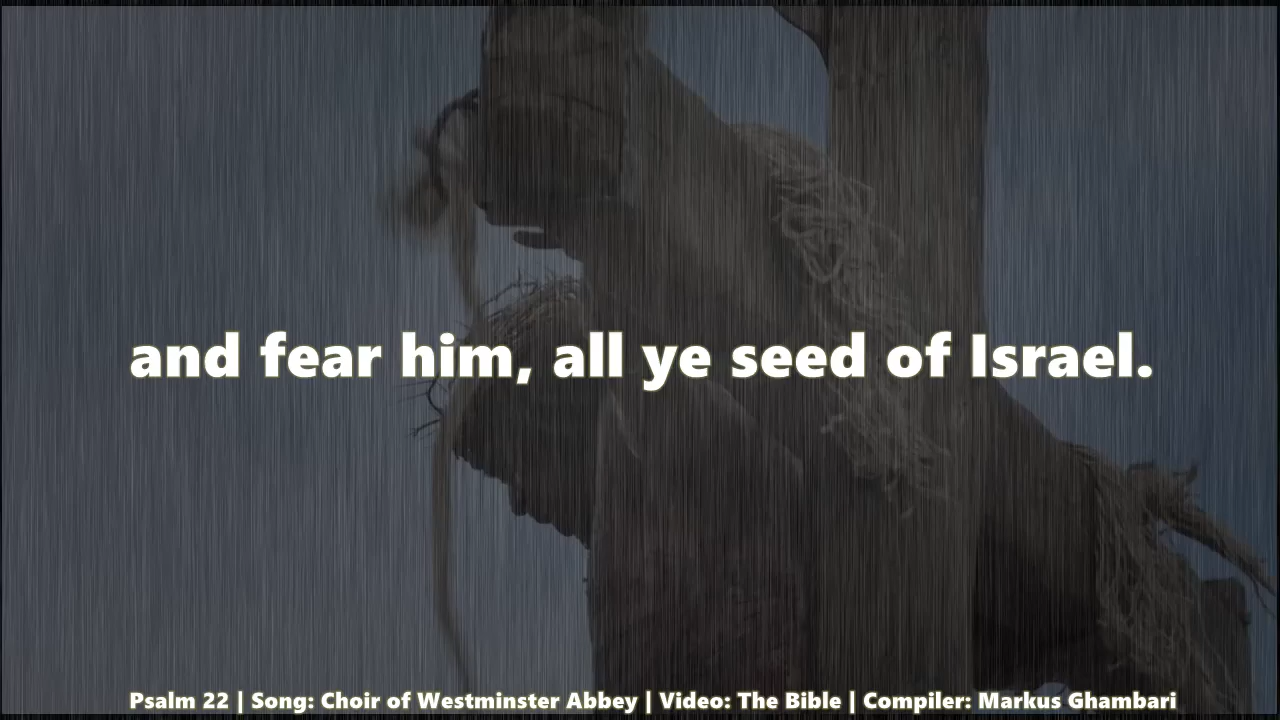 and fear him, all ye seed of Israel.
Psalm 22 | Song: Choir of Westminster Abbey | Video: The Bible | Compiler: Markus Ghambari